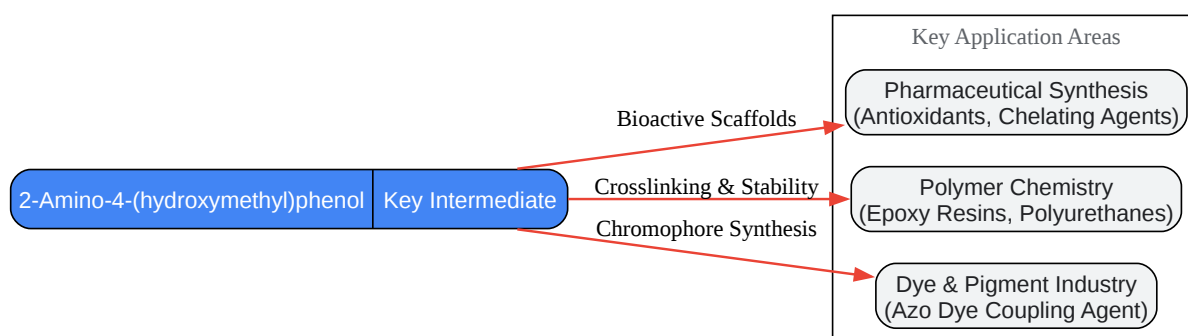 Key Application Areas
Pharmaceutical Synthesis
(Antioxidants, Chelating Agents)
Bioactive Scaffolds
2-Amino-4-(hydroxymethyl)phenol
Key Intermediate
Crosslinking & Stability
Polymer Chemistry
(Epoxy Resins, Polyurethanes)
Chromophore Synthesis
Dye & Pigment Industry
(Azo Dye Coupling Agent)